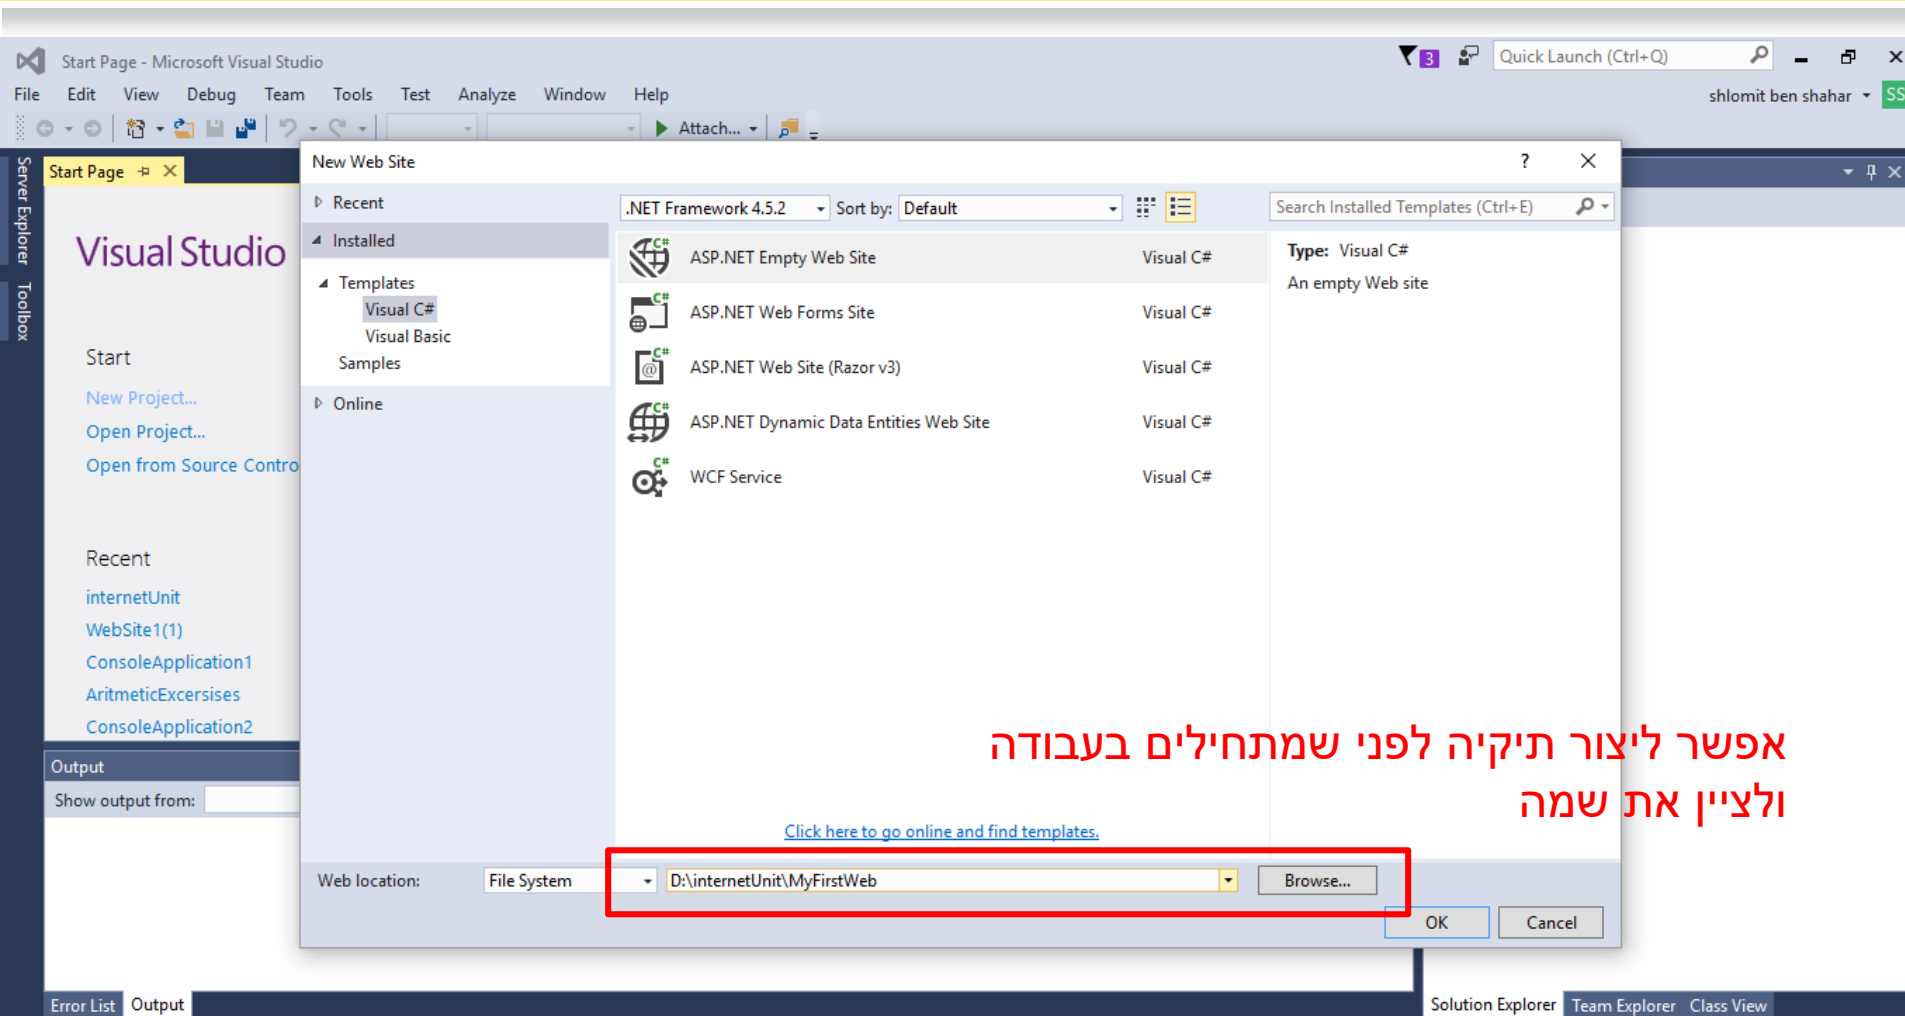 Start Page - Microsoft Visual Studio
3
Quick Launch (Ctrl+Q)
File Edit View Debug Team Tools Test Analyze Window Help
shlomit ben shahar
SS
Attach...
Server Explorer
Toolbox
Start Page
Visual Studio
Start
New Project...
Open Project...
Open from Source Contro
Recent
internetUnit
WebSite1(1)
ConsoleApplication1
AritmeticExcersises
ConsoleApplication2
New Web Site
?
Recent
Installed
Templates
Visual C#
Visual Basic
Samples
Online
.NET Framework 4.5.2
Sort by: Default
Search Installed Templates (Ctrl+E)
C# ASP.NET Empty Web Site Visual C#
C# ASP.NET Web Forms Site Visual C#
C# @ ASP.NET Web Site (Razor v3) Visual C#
C# ASP.NET Dynamic Data Entities Web Site Visual C#
C# WCF Service Visual C#
Type: Visual C#
An empty Web site
אפשר ליצור תיקיה לפני שמתחילים בעבודה
ולציין את שמה
Click here to go online and find templates.
Web location: File System D:\internetUnit\MyFirstWeb Browse...
OK Cancel
Output
Show output from:
Error List Output
Solution Explorer Team Explorer Class View